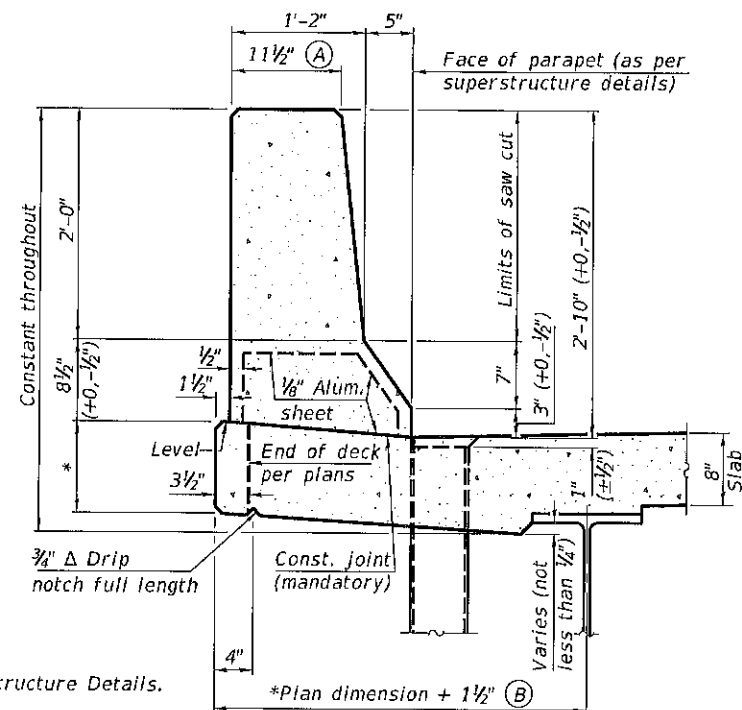 1'-2"
5"
11½" (A)
Face of parapet (as per
superstructure details)
Constant throughout
2'-0"
8½"
(+0,-½")
*
Limits of saw cut
2'-10" (+0,-½")
7"
3" (+0,-½")
½"
1½"
⅛" Alum.
sheet
Level
End of deck
per plans
3½"
8"
Slab
1"
(±½")
¾" Δ Drip
notch full length
Const. joint
(mandatory)
Varies (not
less than ¼")
4"
ructure Details.
*Plan dimension + 1½" (B)